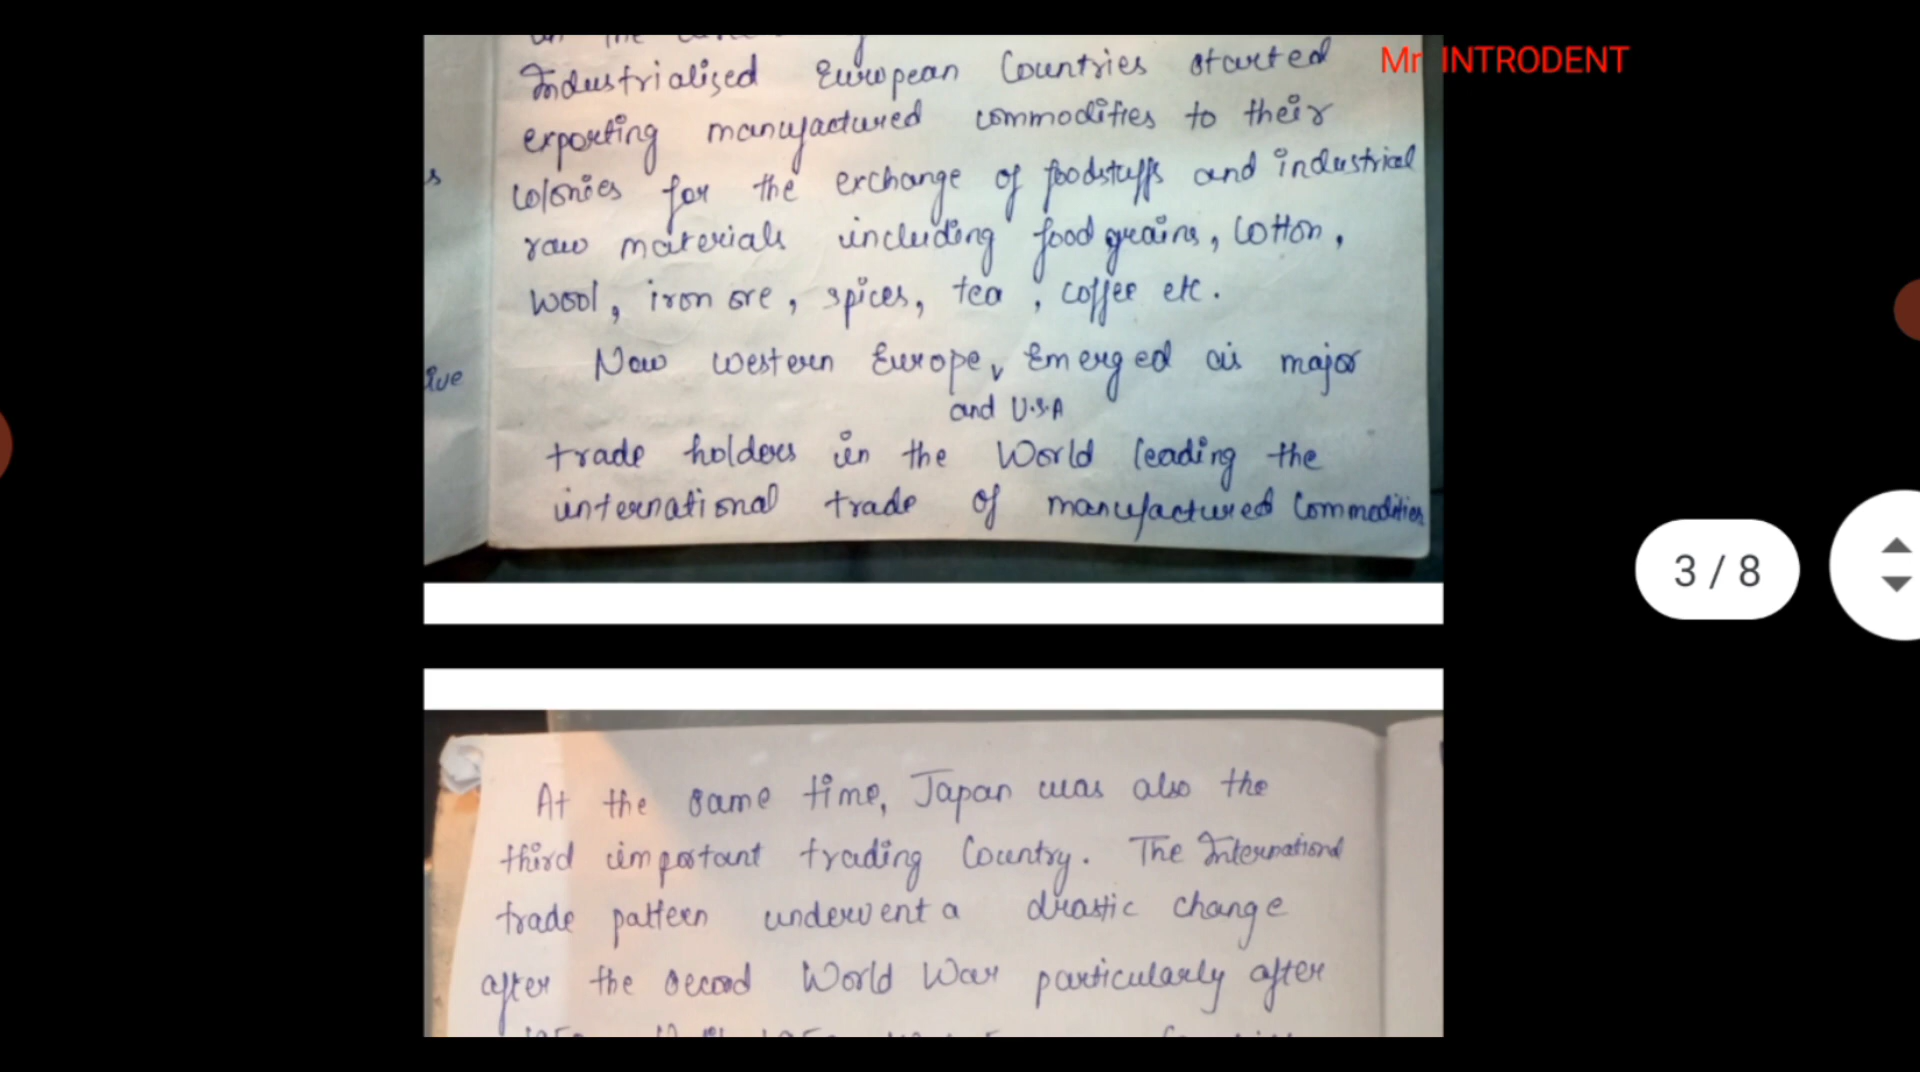 Industrialised European Countries started
exporting manufactured commodities to their
colonies for the exchange of foodstuffs and industrial
raw materials including food grains, cotton,
wool, iron ore, spices, tea, coffee etc.
Now western Europe, Emerged as major
and U.S.A
trade holders in the World leading the
international trade of manufactured Commodities
At the same time, Japan was also the
third important trading Country. The International
trade pattern underwent a drastic change
after the second World War particularly after
Mr INTRODENT
3 / 8